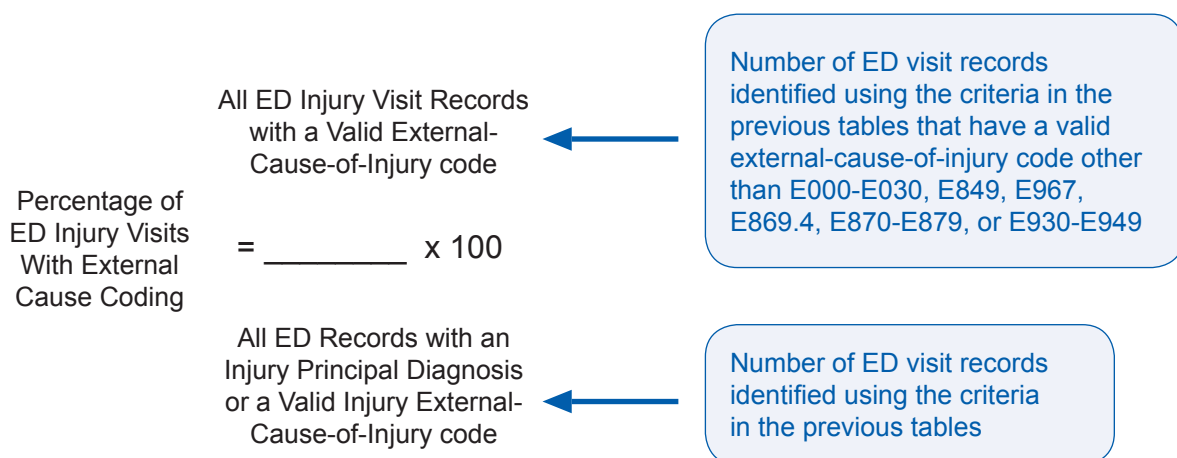 All ED Injury Visit Records
with a Valid External-
Cause-of-Injury code
Number of ED visit records
identified using the criteria in the
previous tables that have a valid
external-cause-of-injury code other
than E000-E030, E849, E967,
E869.4, E870-E879, or E930-E949
Percentage of
ED Injury Visits
With External
Cause Coding
= ________ x 100
All ED Records with an
Injury Principal Diagnosis
or a Valid Injury External-
Cause-of-Injury code
Number of ED visit records
identified using the criteria
in the previous tables